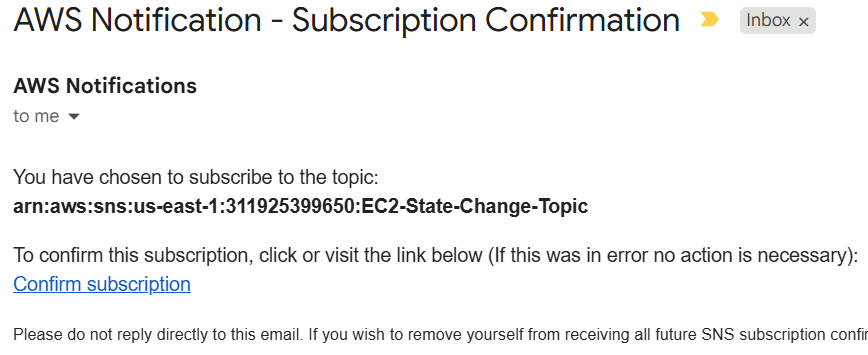 AWS Notification - Subscription Confirmation Inbox ×
AWS Notifications
to me
You have chosen to subscribe to the topic:
arn:aws:sns:us-east-1:311925399650:EC2-State-Change-Topic
To confirm this subscription, click or visit the link below (If this was in error no action is necessary):
Confirm subscription
Please do not reply directly to this email. If you wish to remove yourself from receiving all future SNS subscription